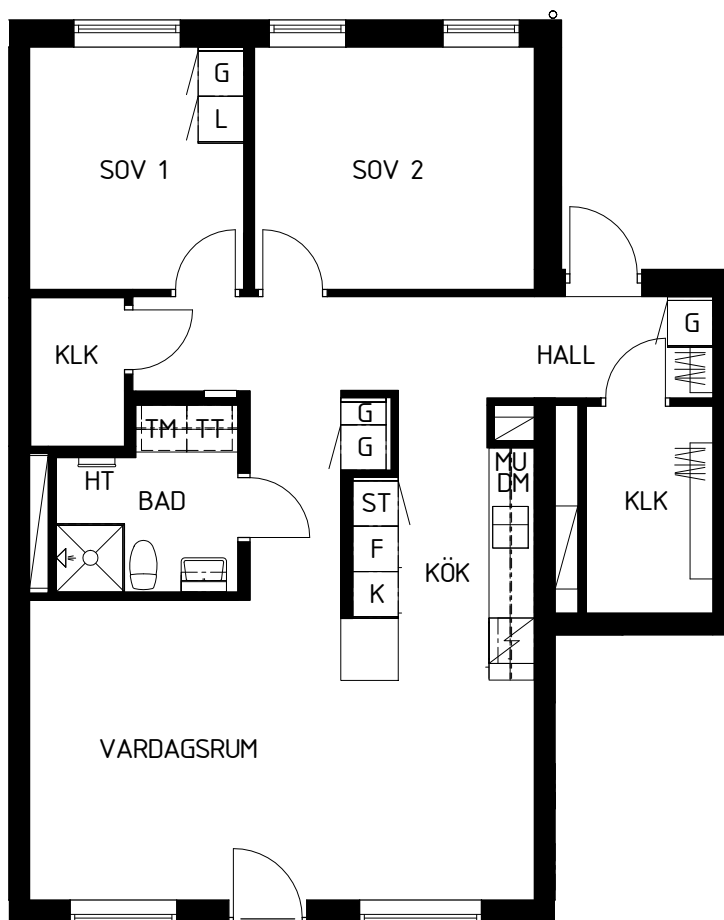 G
L
SOV 1
SOV 2
G
KLK
HALL
G
TM TT
G
MU
HT
DM
BAD
ST
KLK
F
KÖK
K
VARDAGSRUM